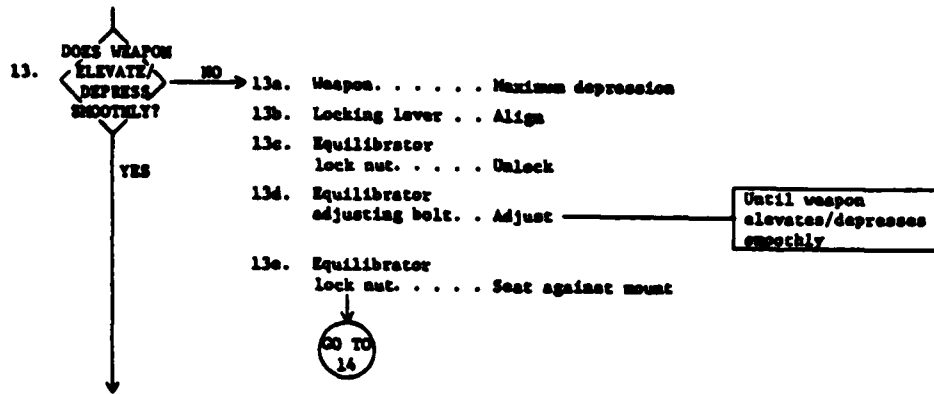 DOES WEAPON
13. ELEVATE/
DEPRESS
SMOOTHLY?
NO
YES
13a. Weapon. . . . . . Maximum depression
13b. Locking lever . . Align
13c. Equilibrator
lock nut. . . . . Unlock
13d. Equilibrator
adjusting bolt. . Adjust
Until weapon
elevates/depresses
smoothly
13e. Equilibrator
lock nut. . . . . Seat against mount
GO TO
14